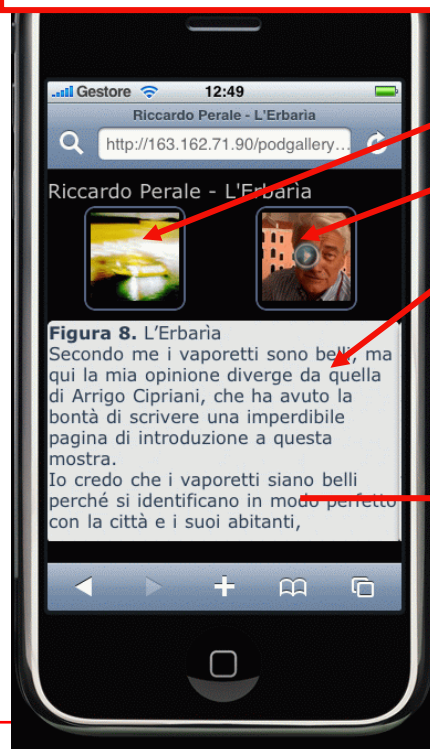 Gestore 12:49
Riccardo Perale - L'Erbarìa
http://163.162.71.90/podgallery...
Riccardo Perale - L'Erbarìa
Figura 8. L'Erbarìa
Secondo me i vaporetti sono belli, ma
qui la mia opinione diverge da quella
di Arrigo Cipriani, che ha avuto la
bontà di scrivere una imperdibile
pagina di introduzione a questa
mostra.
Io credo che i vaporetti siano belli
perché si identificano in modo perfetto
con la città e i suoi abitanti,